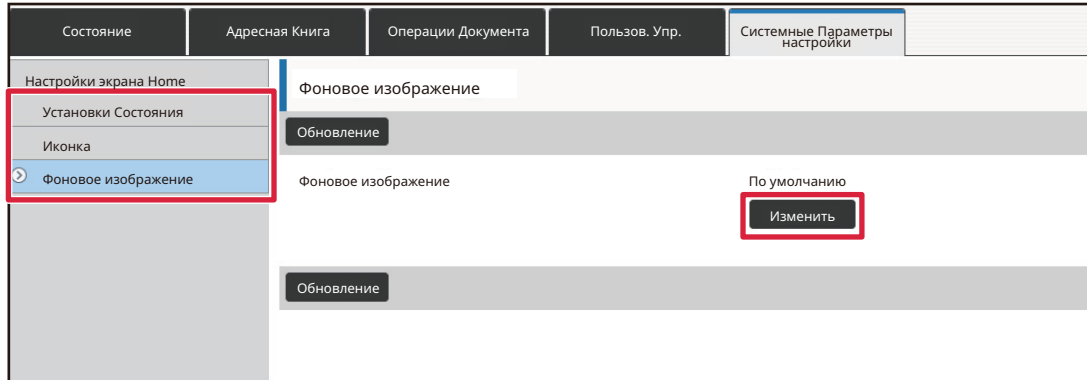 Состояние
Адресная Книга
Операции Документа
Пользов. Упр.
Системные Параметры
настройки
Настройки экрана Home
Установки Состояния
Иконка
Фоновое изображение
Фоновое изображение
Обновление
Фоновое изображение
По умолчанию
Изменить
Обновление